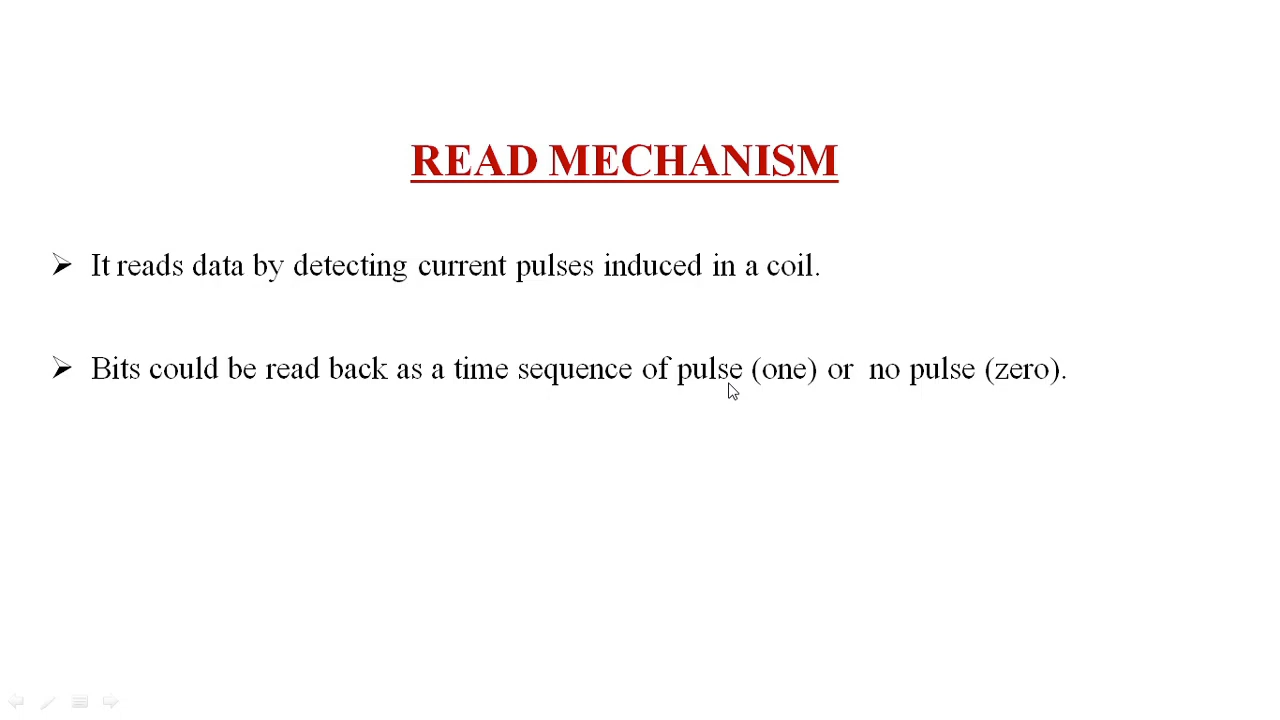 READ MECHANISM
➢ It reads data by detecting current pulses induced in a coil.
➢ Bits could be read back as a time sequence of pulse (one) or no pulse (zero).